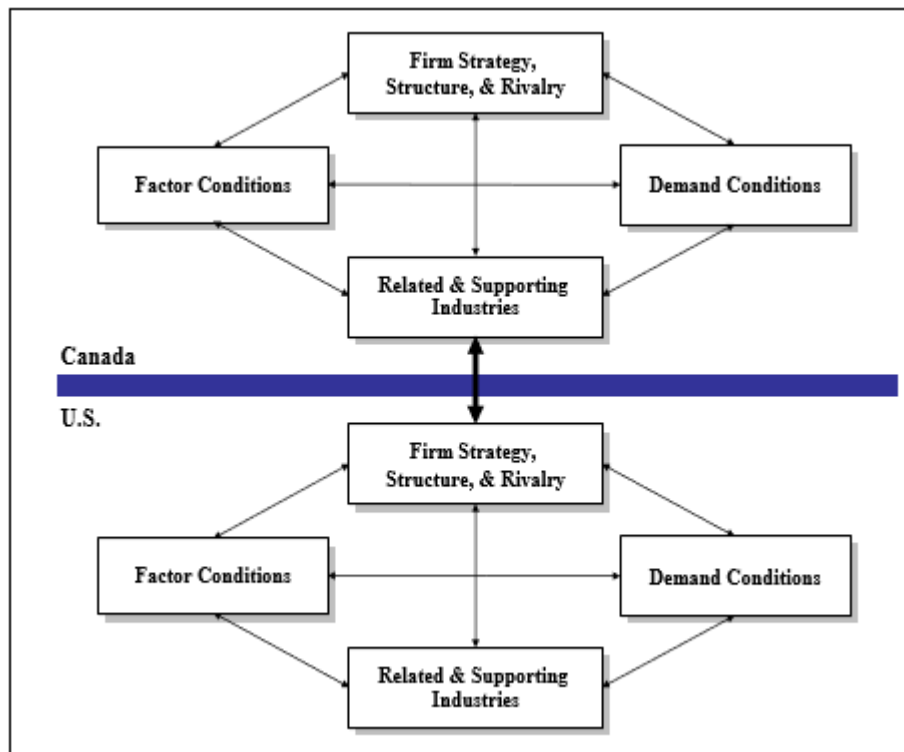 Firm Strategy,
Structure, & Rivalry
Factor Conditions
Demand Conditions
Related & Supporting
Industries
Canada
U.S.
Firm Strategy,
Structure, & Rivalry
Factor Conditions
Demand Conditions
Related & Supporting
Industries